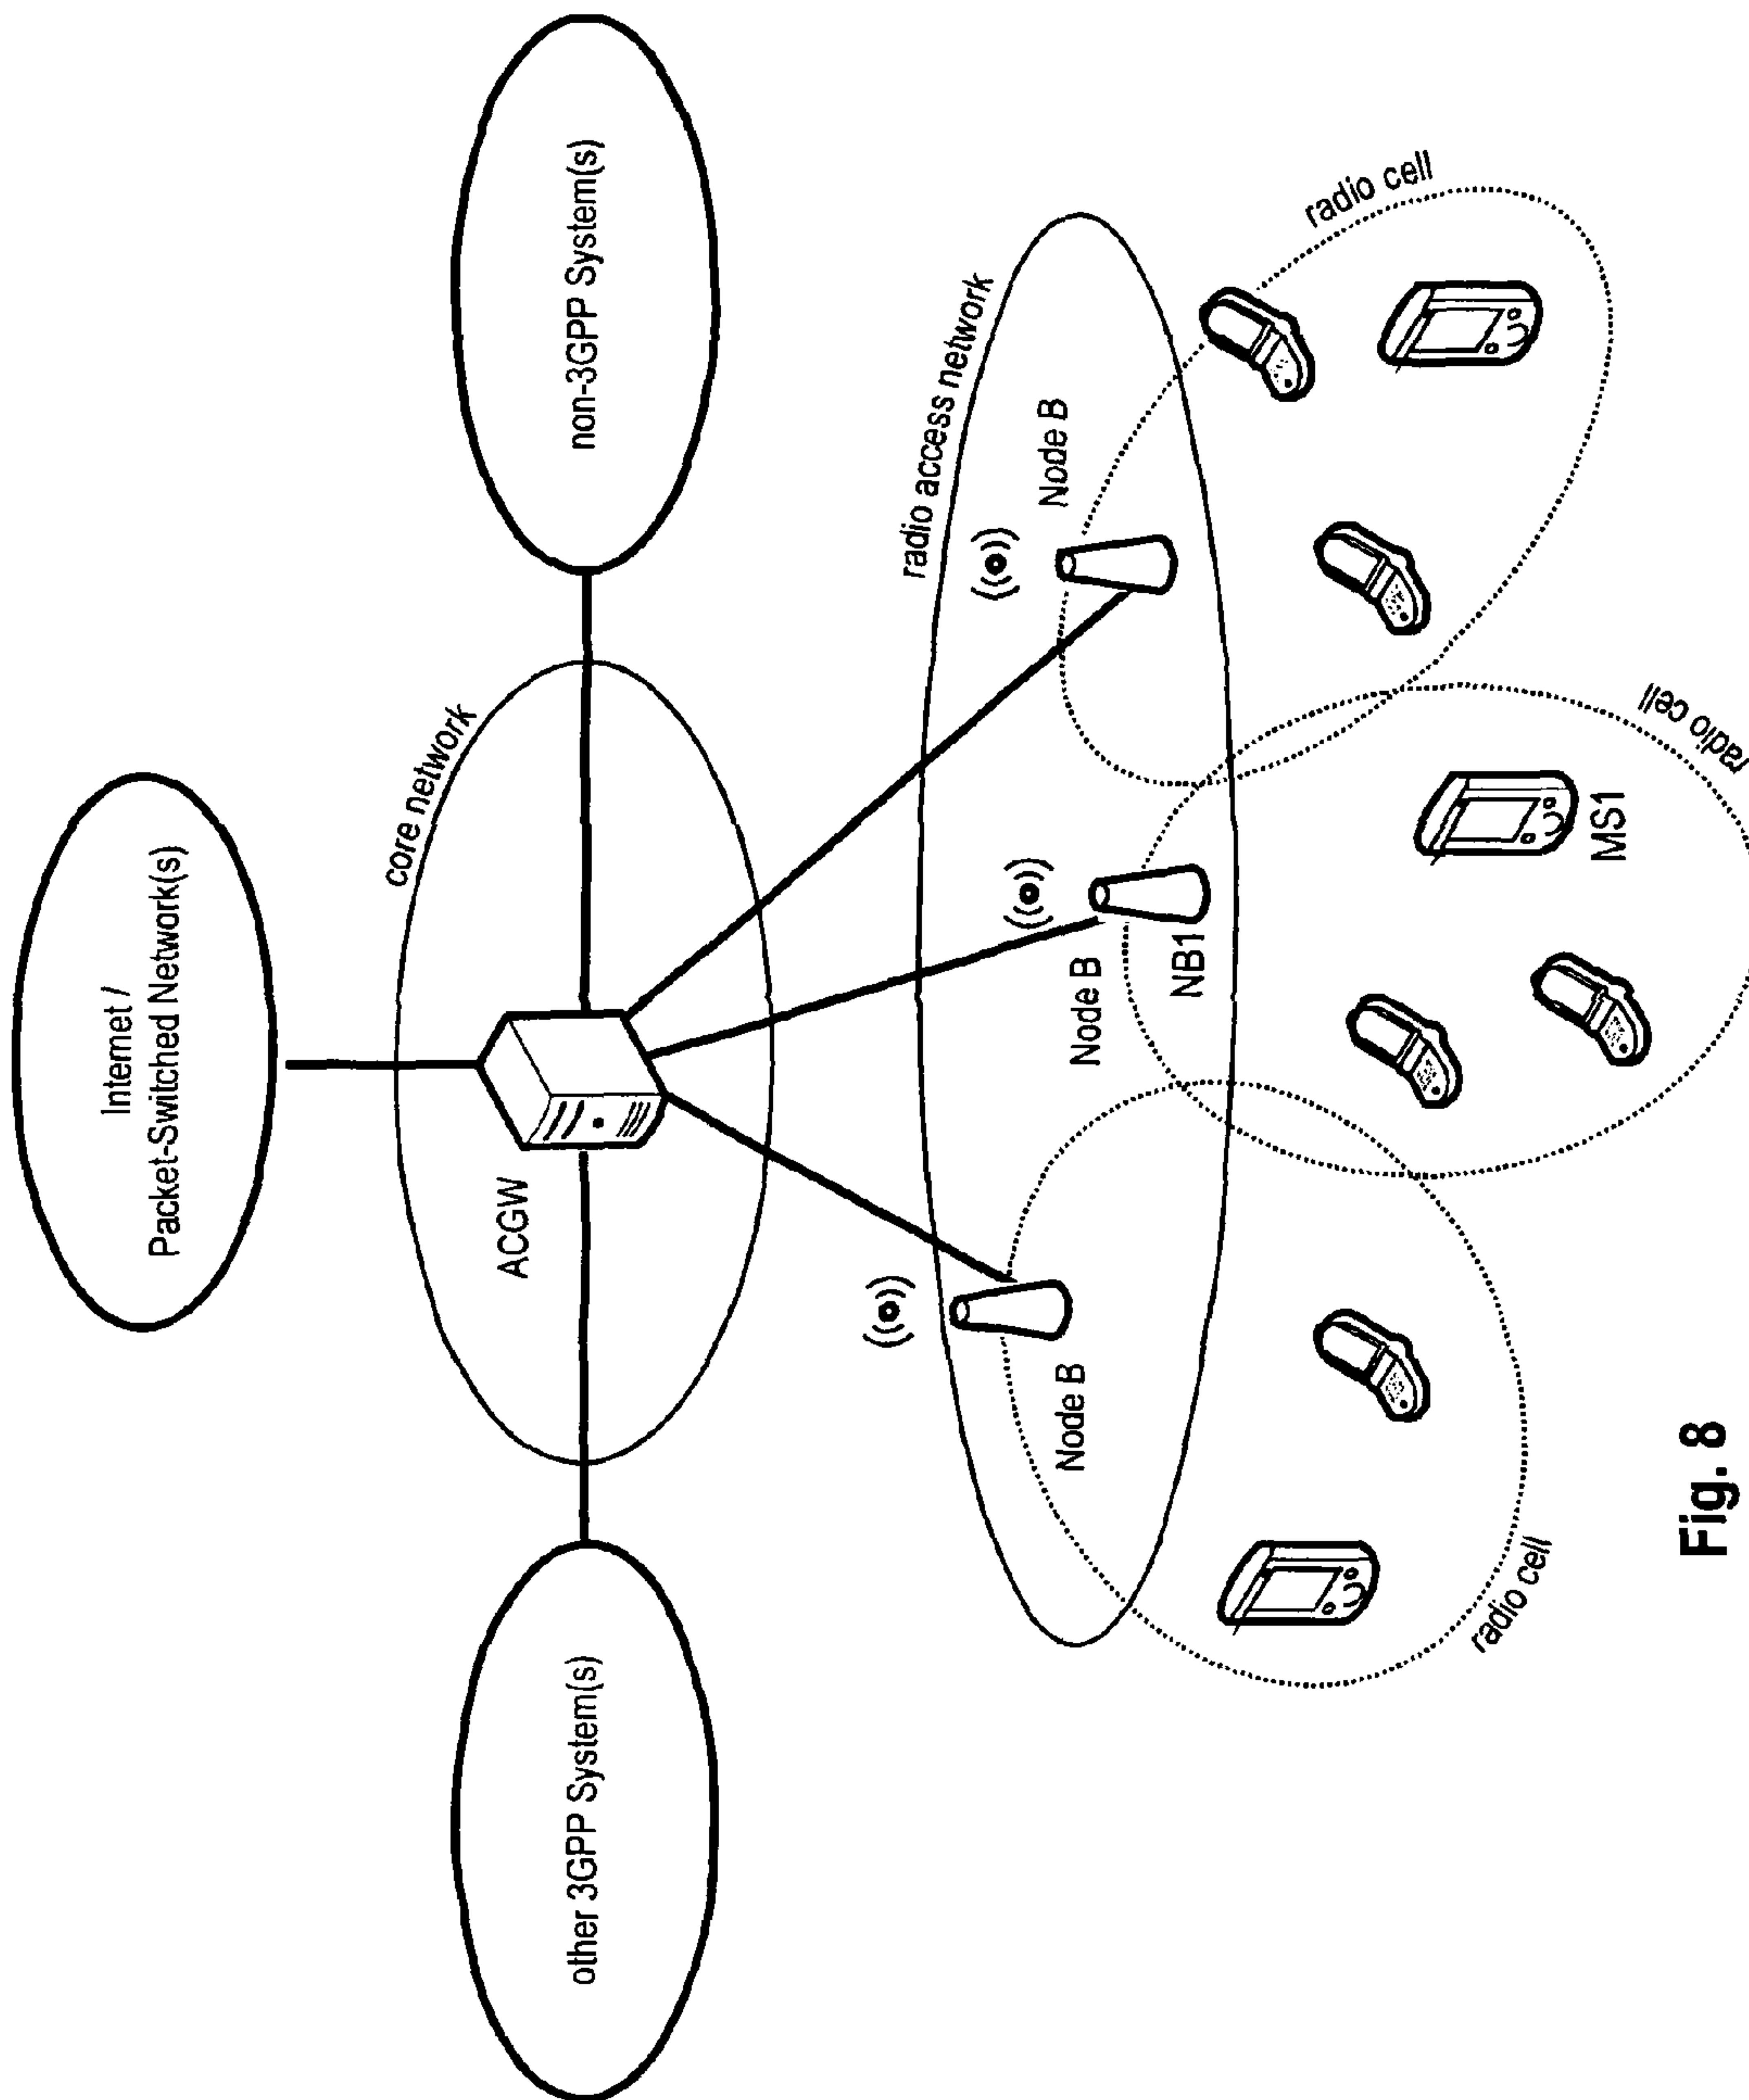 Internet /
Packet-Switched Network(s)
core network
other 3GPP System(s)
ACGW
non-3GPP System(s)
radio access network
Node B
Node B
NB1
Node B
radio cell
MS1
radio cell
radio cell
Fig. 8